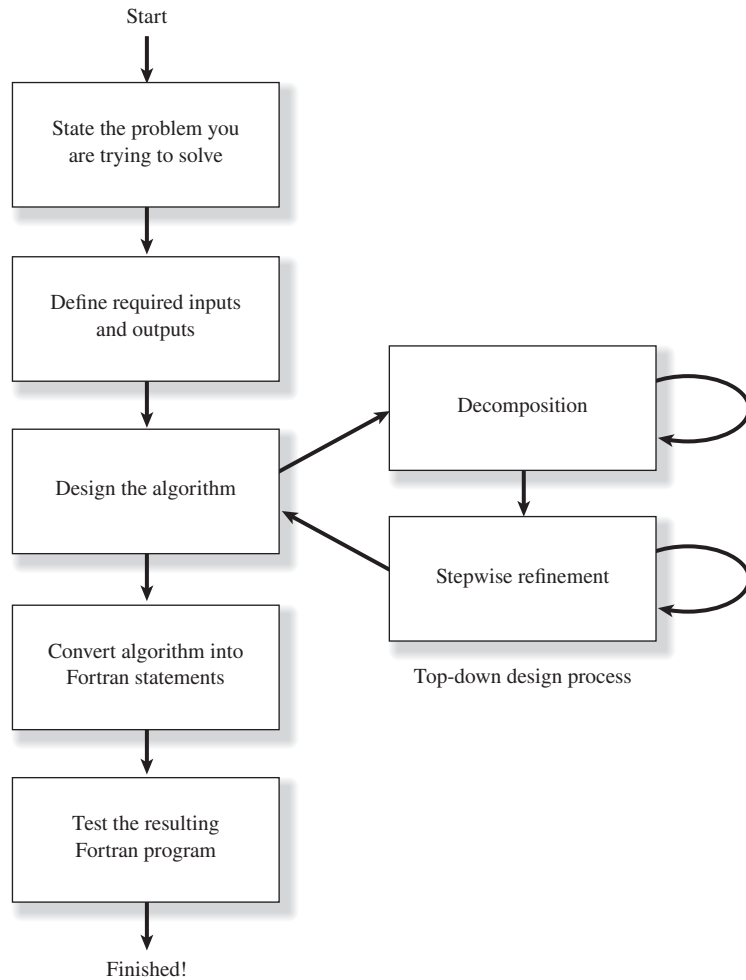 Start
State the problem you
are trying to solve
Define required inputs
and outputs
Design the algorithm
Decomposition
Stepwise refinement
Top-down design process
Convert algorithm into
Fortran statements
Test the resulting
Fortran program
Finished!